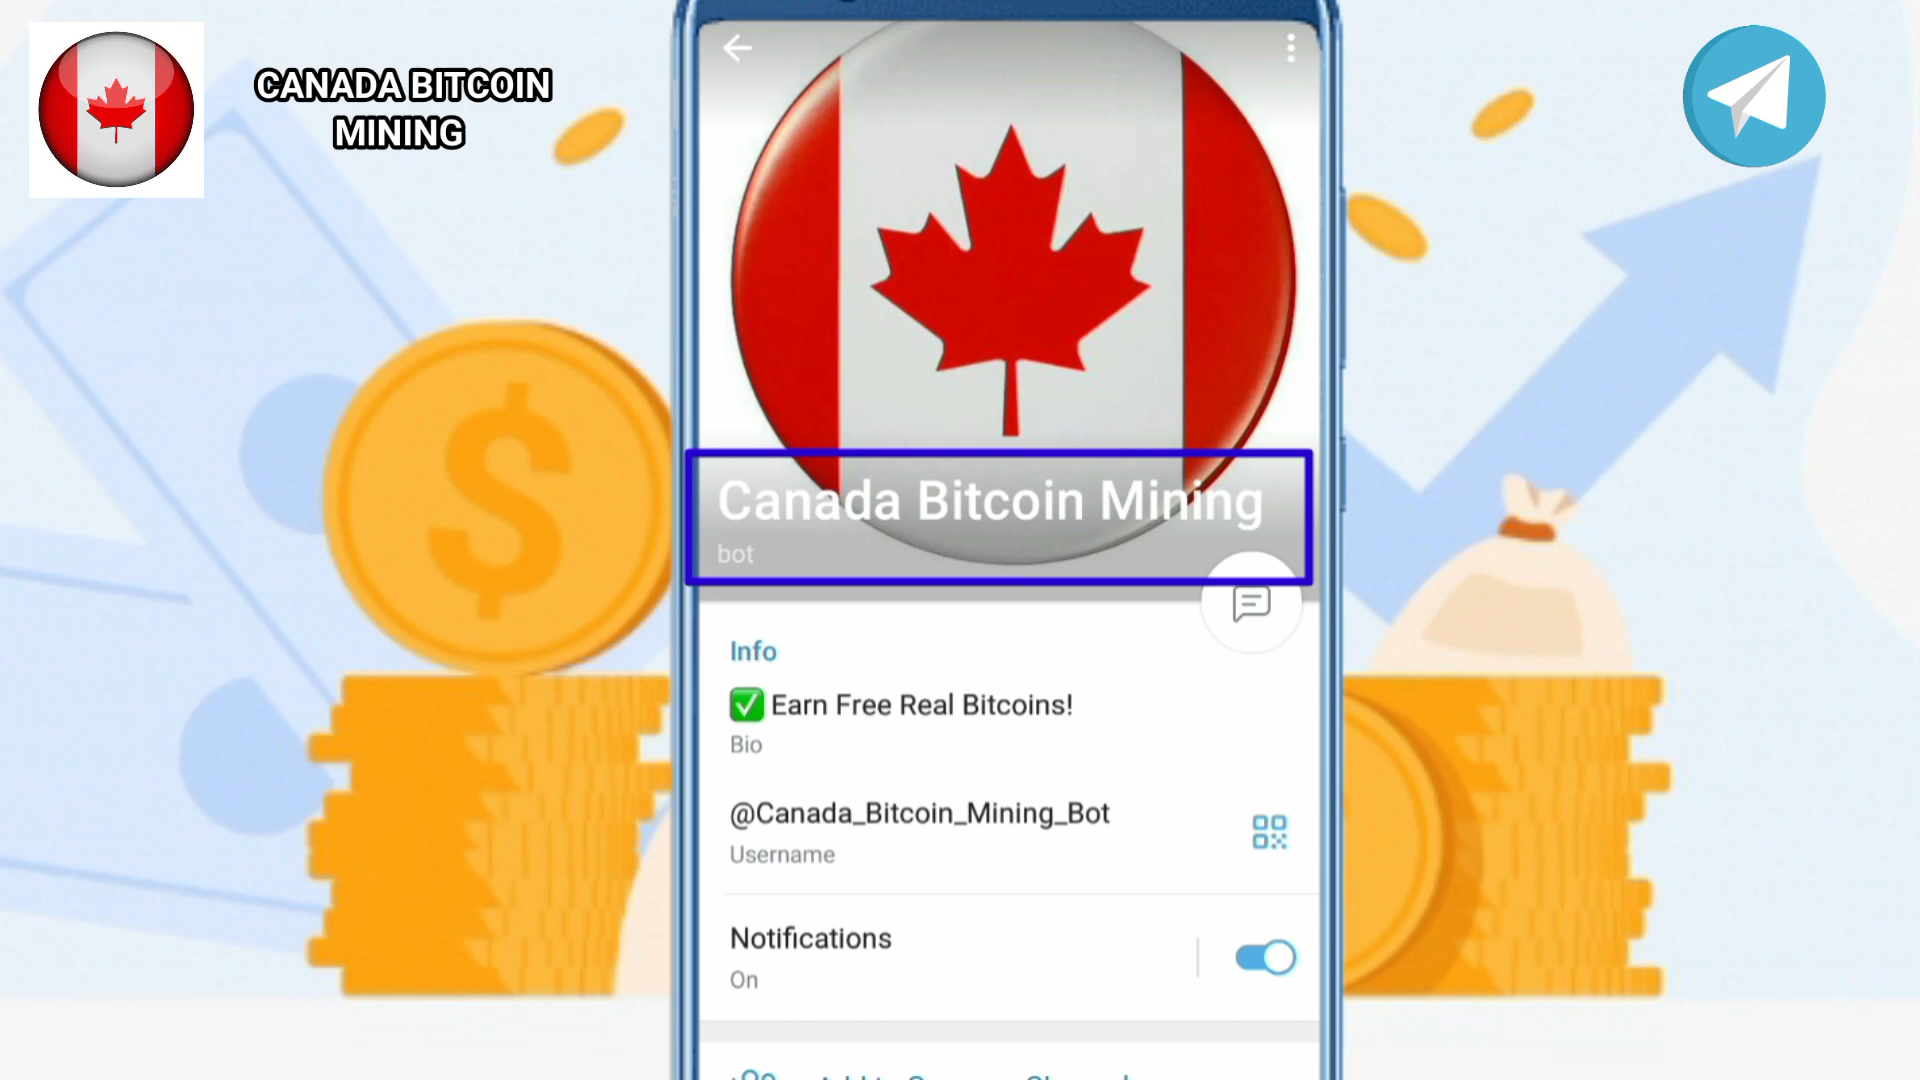 CANADA BITCOIN
MINING
Canada Bitcoin Mining
bot
Info
✅ Earn Free Real Bitcoins!
Bio
@Canada_Bitcoin_Mining_Bot
Username
Notifications
On